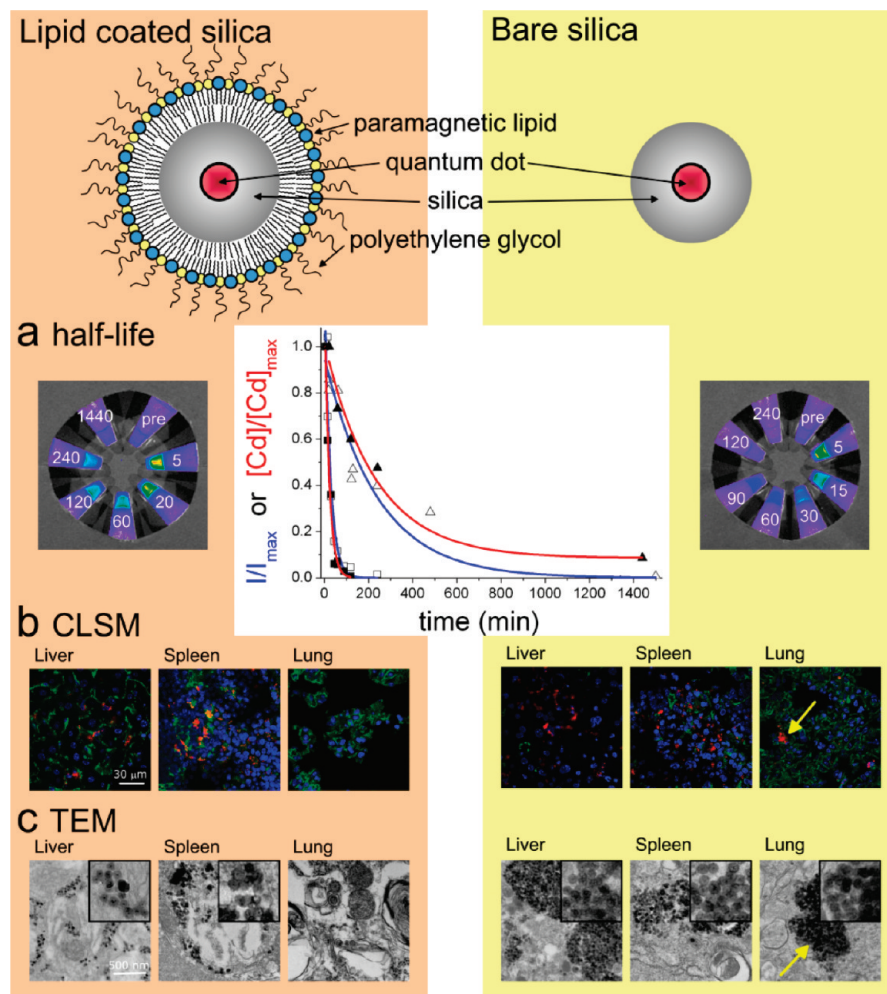 Lipid coated silica
Bare silica
paramagnetic lipid
quantum dot
silica
polyethylene glycol
a half-life
1440
pre
240
5
120
20
60
I/Imax or [Cd]/[Cd]max
1.0
0.8
0.6
0.4
0.2
0.0
0 200 400 600 800 1000 1200 1400
time (min)
240
pre
120
5
90
15
60
30
b CLSM
Liver Spleen Lung
30 μm
Liver Spleen Lung
c TEM
Liver Spleen Lung
500 nm
Liver Spleen Lung